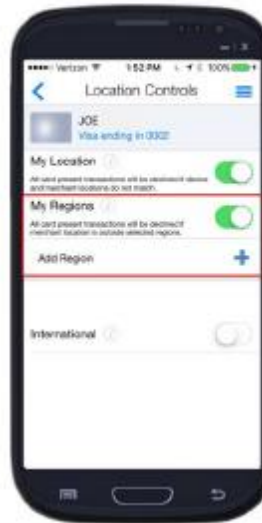 Verizon 1:52 PM 100%
Location Controls
JOE
Visa ending in 0002
My Location
All card present transactions will be declined if device
and merchant locations do not match.
My Regions
All card present transactions will be declined if
merchant location is outside selected regions.
Add Region
International